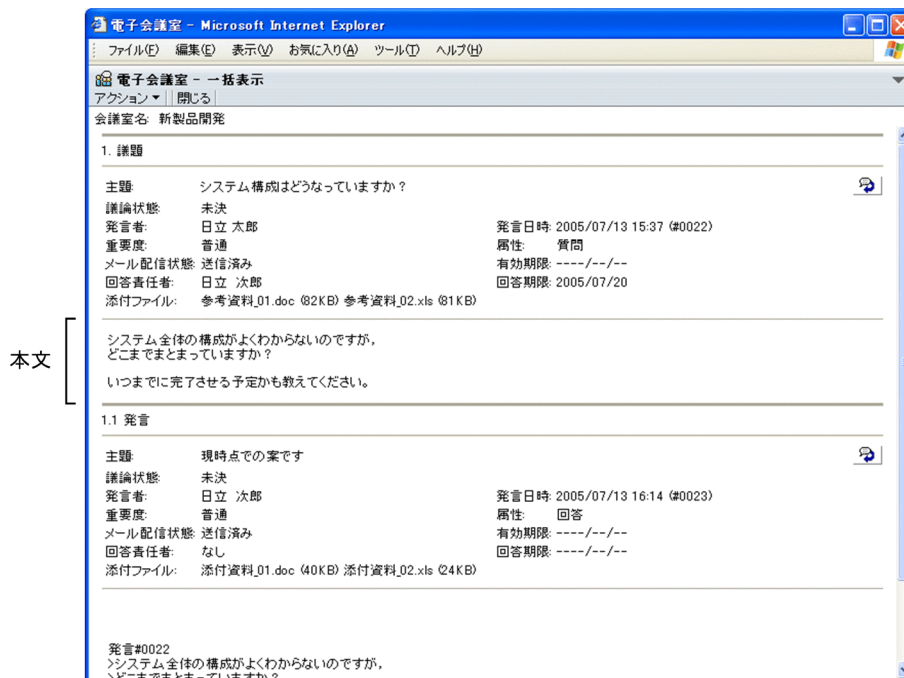 電子会議室 - Microsoft Internet Explorer
ファイル(F) 編集(E) 表示(V) お気に入り(A) ツール(T) ヘルプ(H)
電子会議室 - 一括表示
アクション▼ 閉じる
会議室名: 新製品開発
1. 議題
主題: システム構成はどうなっていますか？
議論状態: 未決
発言者: 日立 太郎 発言日時: 2005/07/13 15:37 (#0022)
重要度: 普通 属性: 質問
メール配信状態: 送信済み 有効期限: ----/--/--
回答責任者: 日立 次郎 回答期限: 2005/07/20
添付ファイル: 参考資料_01.doc (82KB) 参考資料_02.xls (81KB)
本文
システム全体の構成がよくわからないのですが，
どこまでまとまっていますか？
いつまでに完了させる予定かも教えてください。
1.1 発言
主題: 現時点での案です
議論状態: 未決
発言者: 日立 次郎 発言日時: 2005/07/13 16:14 (#0023)
重要度: 普通 属性: 回答
メール配信状態: 送信済み 有効期限: ----/--/--
回答責任者: なし 回答期限: ----/--/--
添付ファイル: 添付資料_01.doc (40KB) 添付資料_02.xls (24KB)
発言#0022
>システム全体の構成がよくわからないのですが，
>どこまでまとまっていますか？